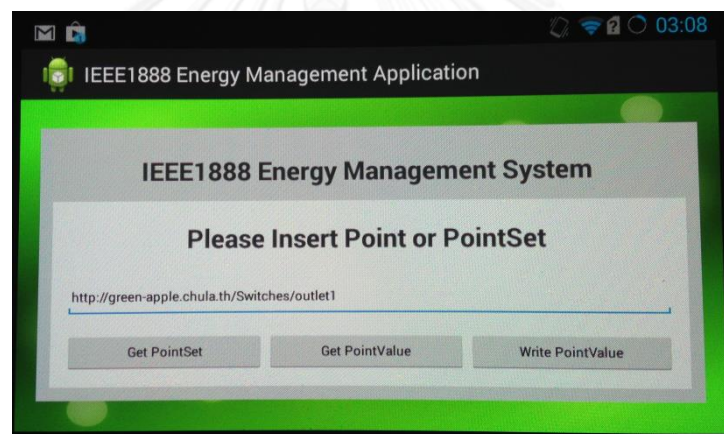 03:08
IEEE1888 Energy Management Application
IEEE1888 Energy Management System
Please Insert Point or PointSet
http://green-apple.chula.th/Switches/outlet1
Get PointSet Get PointValue Write PointValue